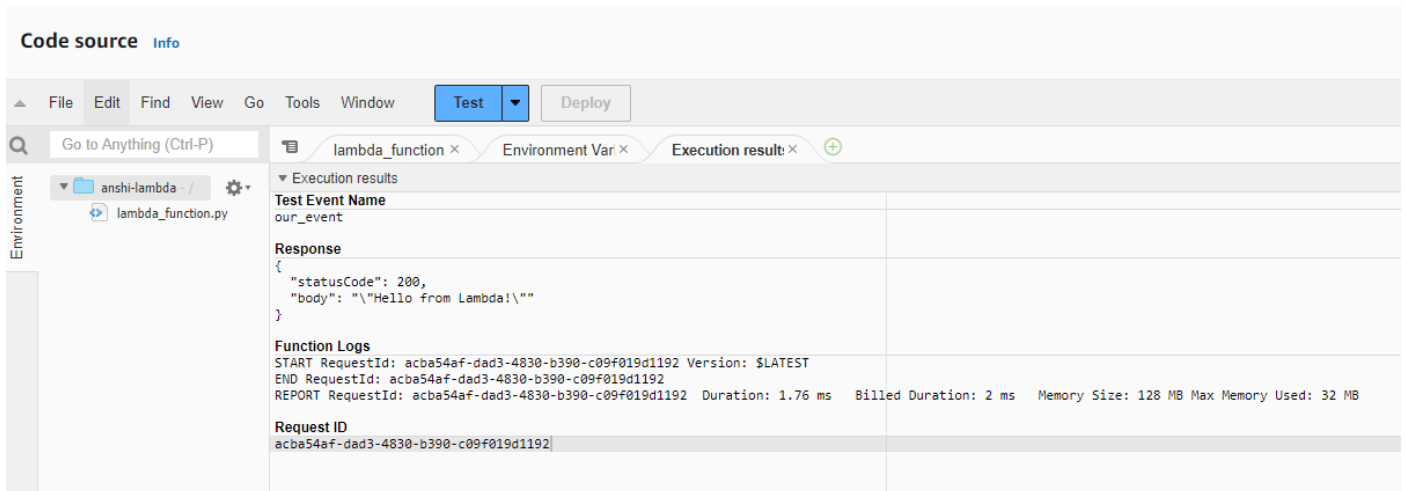 Code source Info
File Edit Find View Go Tools Window Test Deploy
Go to Anything (Ctrl-P)
lambda_function × Environment Vari × Execution result: ×
Environment
anshi-lambda - /
lambda_function.py
Execution results
Test Event Name
our_event
Response
{
"statusCode": 200,
"body": "\"Hello from Lambda!\""
}
Function Logs
START RequestId: acba54af-dad3-4830-b390-c09f019d1192 Version: $LATEST
END RequestId: acba54af-dad3-4830-b390-c09f019d1192
REPORT RequestId: acba54af-dad3-4830-b390-c09f019d1192 Duration: 1.76 ms Billed Duration: 2 ms Memory Size: 128 MB Max Memory Used: 32 MB
Request ID
acba54af-dad3-4830-b390-c09f019d1192